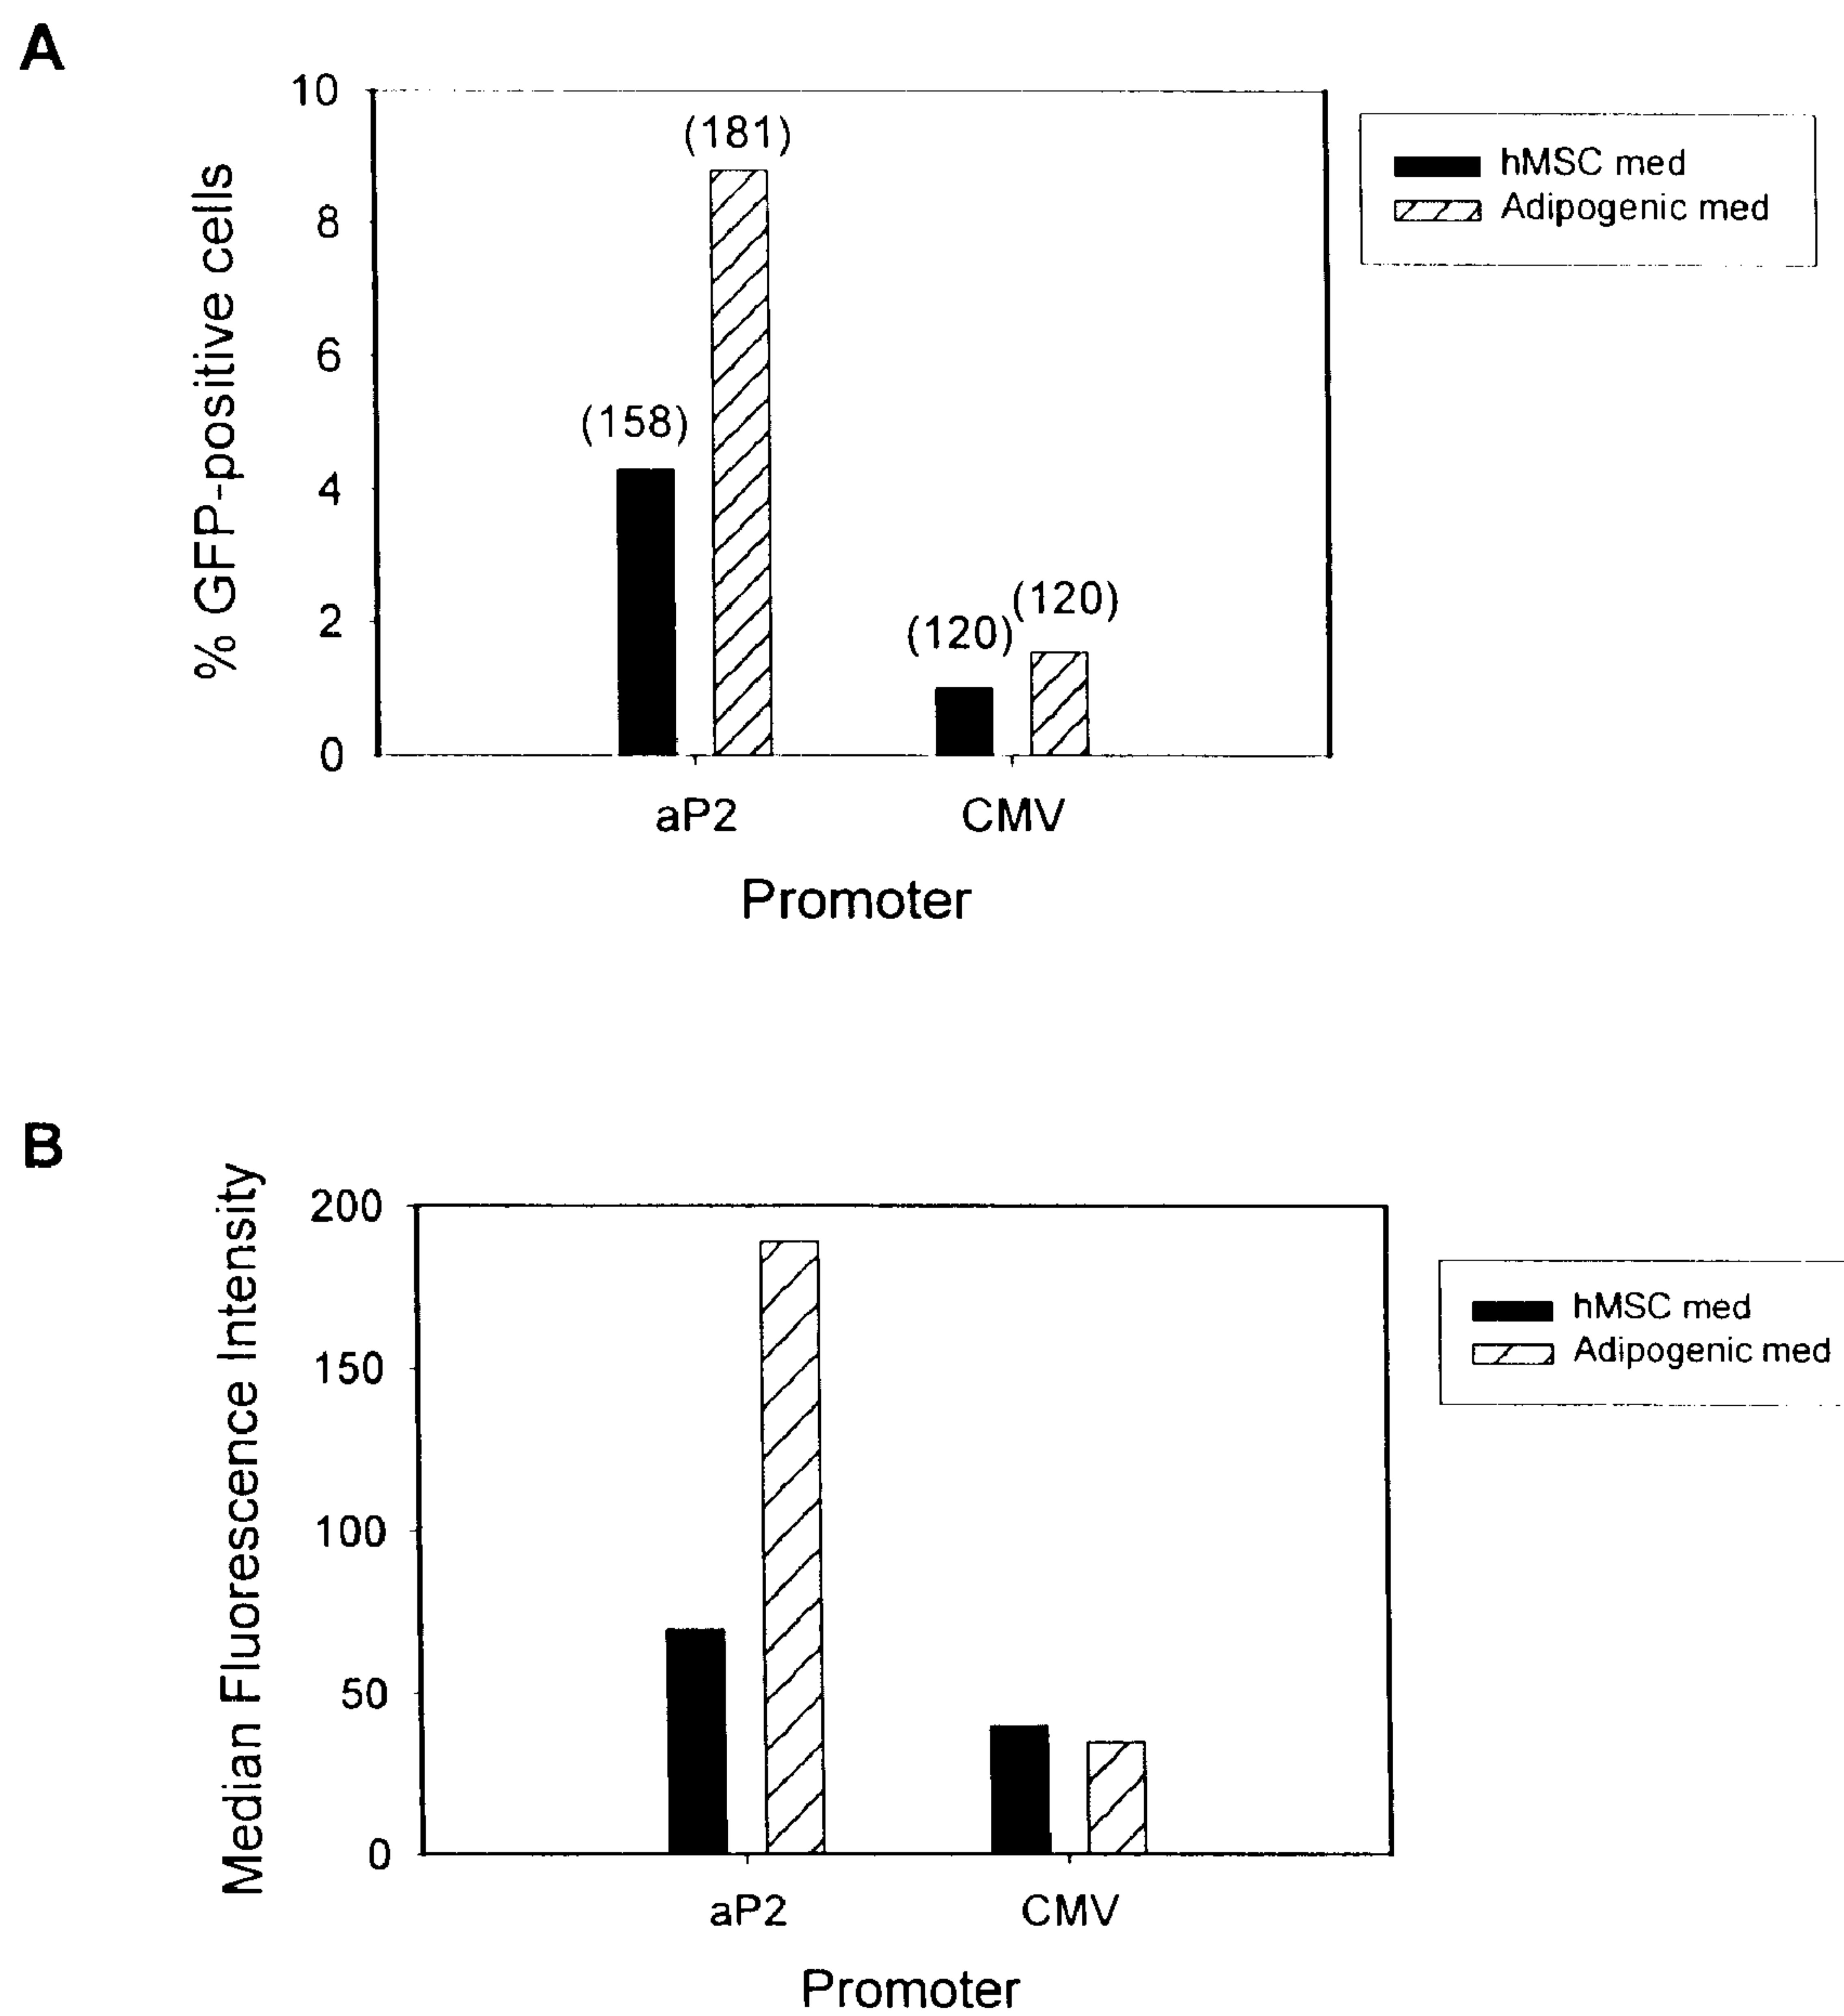 A
% GFP-positive cells
10
8
6
4
2
0
(158)
(181)
(120)
(120)
aP2
CMV
Promoter
hMSC med
Adipogenic med
B
Median Fluorescence Intensity
200
150
100
50
0
aP2
CMV
Promoter
hMSC med
Adipogenic med